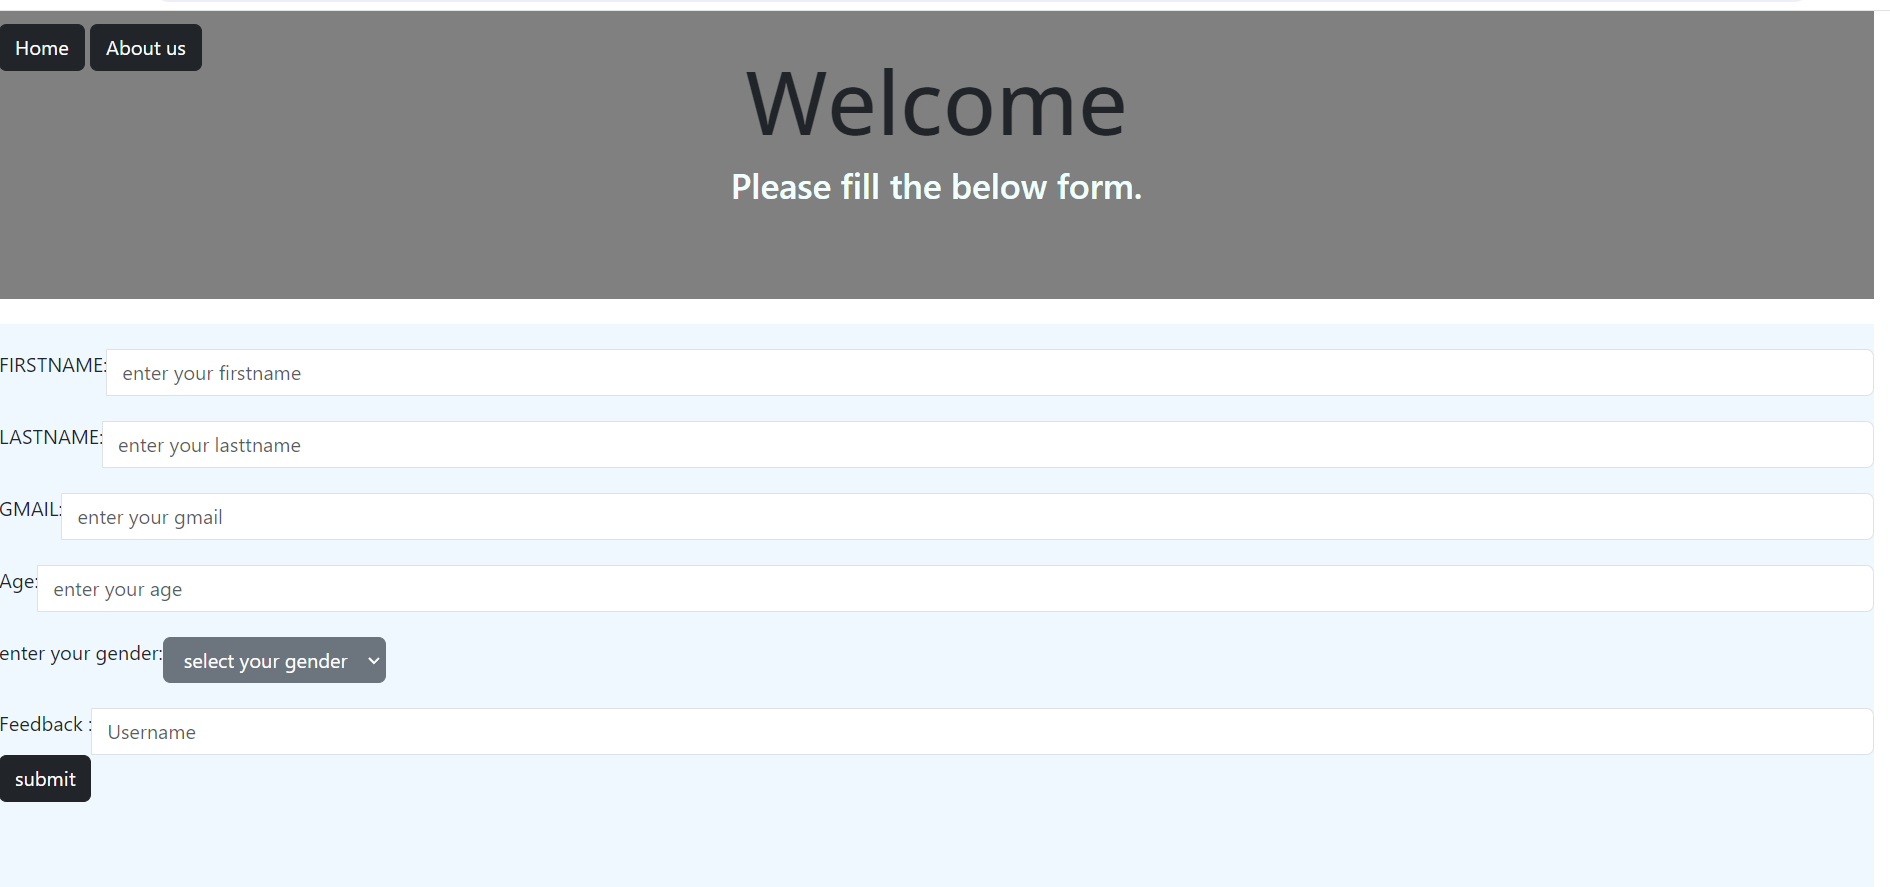 Home About us
Welcome
Please fill the below form.
FIRSTNAME: enter your firstname
LASTNAME: enter your lasttname
GMAIL: enter your gmail
Age: enter your age
enter your gender: select your gender
Feedback : Username
submit